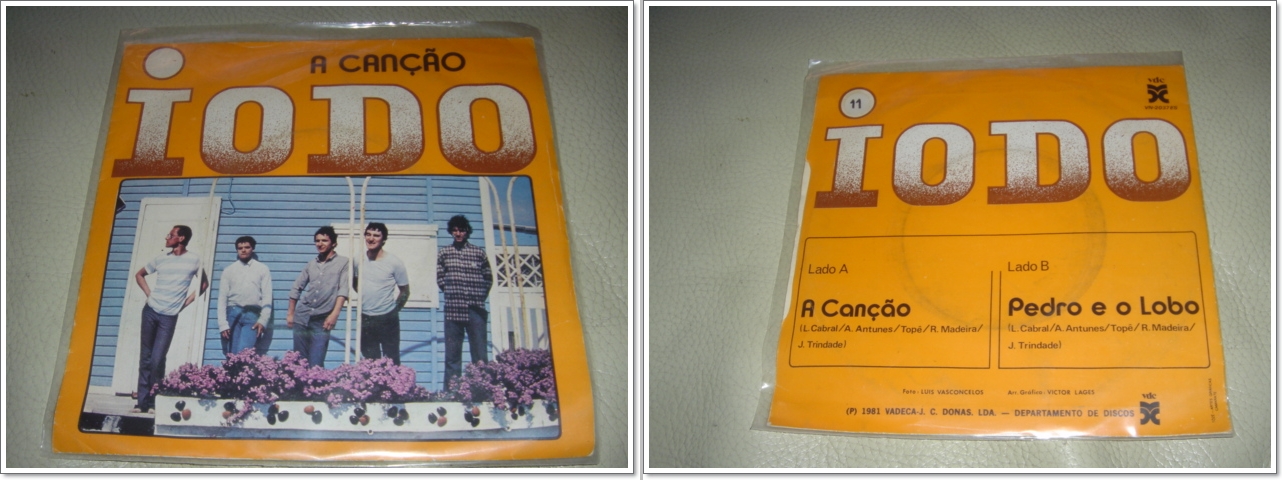 A CANÇÃO
IODO
11
vdc
IODO
Lado A
A Canção
(L. Cabral/A. Antunes/Topê/R. Madeira/
J. Trindade)
Lado B
Pedro e o Lobo
(L. Cabral/A. Antunes/Topê/R. Madeira/
J. Trindade)
Foto - LUIS VASCONCELOS Arr. Gráfico - VICTOR LAGES
(P) 1981 VADECA-J. C. DONAS, LDA. — DEPARTAMENTO DE DISCOS
vdc